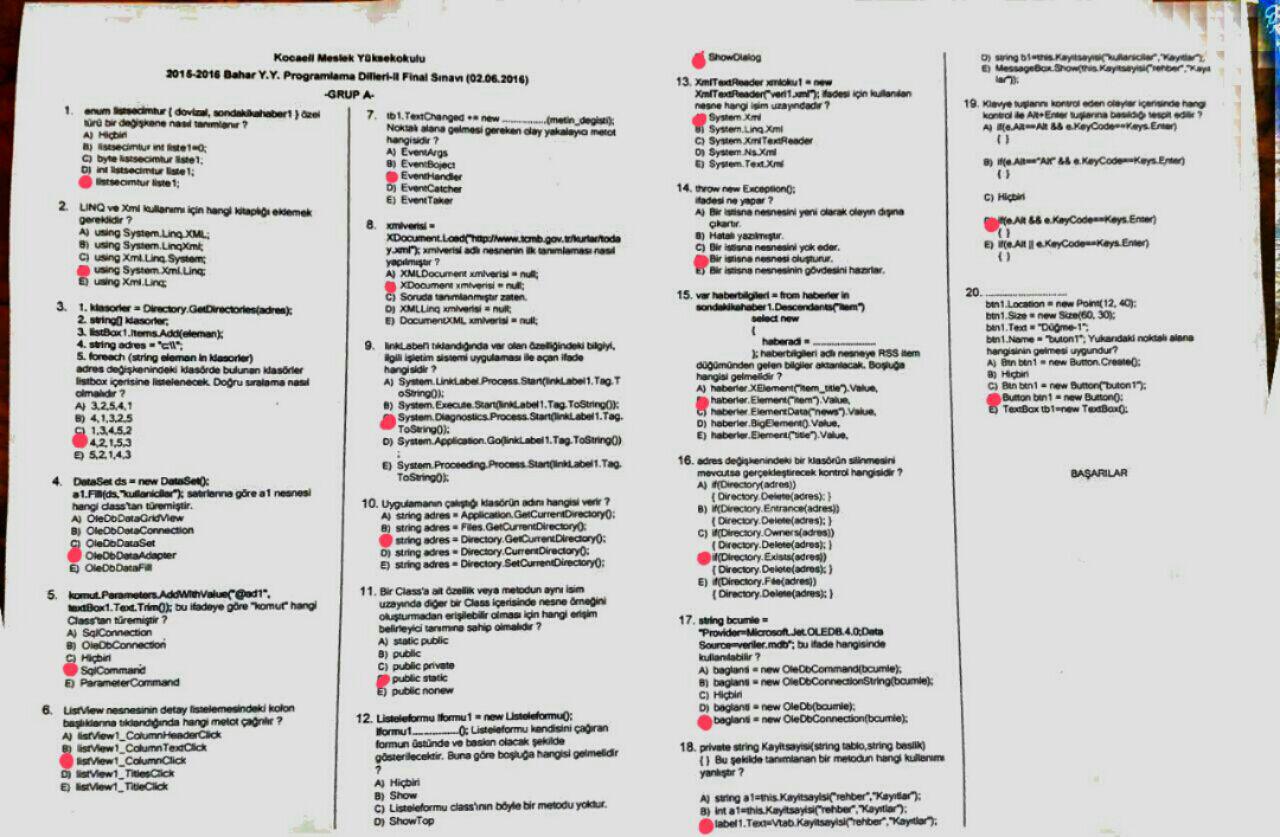 Kocaeli Meslek Yüksekokulu
2015-2016 Bahar Y.Y. Programlama Dilleri-II Final Sınavı (02.06.2016)
-GRUP A-
1. enum listsecimtur { dovizal, sondakikahaber1 } özel
türü bir değişkene nasıl tanımlanır ?
A) Hiçbiri
B) listsecimtur int liste1=0;
C) byte listsecimtur liste1;
D) int listsecimtur liste1;
listsecimtur liste1;
2. LINQ ve Xml kullanımı için hangi kitaplığı eklemek
gereklidir ?
A) using System.Linq.XML;
B) using System.LinqXml;
C) using Xml.Linq.System;
using System.Xml.Linq;
E) using Xml.Linq;
3. 1. klasorler = Directory.GetDirectories(adres);
2. string[] klasorler;
3. listBox1.Items.Add(eleman);
4. string adres = "c:\\";
5. foreach (string eleman in klasorler)
adres değişkenindeki klasörde bulunan klasörler
listbox içerisine listelenecek. Doğru sıralama nasıl
olmalıdır ?
A) 3,2,5,4,1
B) 4,1,3,2,5
C) 1,3,4,5,2
4,2,1,5,3
E) 5,2,1,4,3
4. DataSet ds = new DataSet();
a1.Fill(ds,"kullanicilar"); satırlarına göre a1 nesnesi
hangi class'tan türemiştir.
A) OleDbDataGridView
B) OleDbDataConnection
C) OleDbDataSet
OleDbDataAdapter
E) OleDbDataFill
5. komut.Parameters.AddWithValue("@ad1",
textBox1.Text.Trim()); bu ifadeye göre "komut" hangi
Class'tan türemiştir ?
A) SqlConnection
B) OleDbConnection
C) Hiçbiri
SqlCommand
E) ParameterCommand
6. ListView nesnesinin detay listelemesindeki kolon
başlıklarına tıklandığında hangi metot çağrılır ?
A) listView1_ColumnHeaderClick
B) listView1_ColumnTextClick
listView1_ColumnClick
D) listView1_TitlesClick
E) listView1_TitleClick
7. tb1.TextChanged += new ..............(metin_degisti);
Noktalı alana gelmesi gereken olay yakalayıcı metot
hangisidir ?
A) EventArgs
B) EventBoject
EventHandler
D) EventCatcher
E) EventTaker
8. xmlverisi =
XDocument.Load("http://www.tcmb.gov.tr/kurlar/toda
y.xml"); xmlverisi adlı nesnenin ilk tanımlaması nasıl
yapılmıştır ?
A) XMLDocument xmlverisi = null;
XDocument xmlverisi = null;
C) Soruda tanımlanmıştır zaten.
D) XMLLinq xmlverisi = null;
E) DocumentXML xmlverisi = null;
9. linkLabel1 tıklandığında var olan özelliğindeki bilgiyi,
ilgili işletim sistemi uygulaması ile açan ifade
hangisidir ?
A) System.LinkLabel.Process.Start(linkLabel1.Tag.T
oString());
B) System.Execute.Start(linkLabel1.Tag.ToString());
System.Diagnostics.Process.Start(linkLabel1.Tag.
ToString());
D) System.Application.Go(linkLabel1.Tag.ToString())
;
E) System.Proceeding.Process.Start(linkLabel1.Tag.
ToString());
10. Uygulamanın çalıştığı klasörün adını hangisi verir ?
A) string adres = Application.GetCurrentDirectory();
B) string adres = Files.GetCurrentDirectory();
string adres = Directory.GetCurrentDirectory();
D) string adres = Directory.CurrentDirectory();
E) string adres = Directory.SetCurrentDirectory();
11. Bir Class'a ait özellik veya metodun aynı isim
uzayında diğer bir Class içerisinde nesne örneğini
oluşturmadan erişilebilir olması için hangi erişim
belirleyici tanımına sahip olmalıdır ?
A) static public
B) public
C) public private
public static
E) public nonew
12. Listeleformu lformu1 = new Listeleformu();
lformu1..............(); Listeleformu kendisini çağıran
formun üstünde ve baskın olacak şekilde
gösterilecektir. Buna göre boşluğa hangisi gelmelidir
?
A) Hiçbiri
B) Show
C) Listeleformu class'ının böyle bir metodu yoktur.
D) ShowTop
ShowDialog
13. XmlTextReader xmloku1 = new
XmlTextReader("veri1.xml"); ifadesi için kullanılan
nesne hangi isim uzayındadır ?
System.Xml
B) System.Linq.Xml
C) System.XmlTextReader
D) System.Ns.Xml
E) System.Text.Xml
14. throw new Exception();
ifadesi ne yapar ?
A) Bir istisna nesnesini yeni olarak olayın dışına
çıkartır.
B) Hatalı yazılmıştır.
C) Bir istisna nesnesini yok eder.
Bir istisna nesnesi oluşturur.
E) Bir istisna nesnesinin gövdesini hazırlar.
15. var haberbilgileri = from haberler in
sondakikahaber1.Descendants("item")
select new
{
haberadi = ....................
}; haberbilgileri adlı nesneye RSS item
düğümünden gelen bilgiler aktarılacak. Boşluğa
hangisi gelmelidir ?
A) haberler.XElement("item_title").Value,
haberler.Element("item").Value,
C) haberler.ElementData("news").Value,
D) haberler.BigElement().Value,
E) haberler.Element("title").Value,
16. adres değişkenindeki bir klasörün silinmesini
mevcutsa gerçekleştirecek kontrol hangisidir ?
A) if(Directory(adres))
{ Directory.Delete(adres); }
B) if(Directory.Entrance(adres))
{ Directory.Delete(adres); }
C) if(Directory.Owners(adres))
{ Directory.Delete(adres); }
if(Directory.Exists(adres))
{ Directory.Delete(adres); }
E) if(Directory.File(adres))
{ Directory.Delete(adres); }
17. string bcumle =
"Provider=Microsoft.Jet.OLEDB.4.0;Data
Source=veriler.mdb"; bu ifade hangisinde
kullanılabilir ?
A) baglanti = new OleDbCommand(bcumle);
B) baglanti = new OleDbConnectionString(bcumle);
C) Hiçbiri
D) baglanti = new OleDb(bcumle);
baglanti = new OleDbConnection(bcumle);
18. private string Kayitsayisi(string tablo,string baslik)
{ } Bu şekilde tanımlanan bir metodun hangi kullanımı
yanlıştır ?
A) string a1=this.Kayitsayisi("rehber","Kayıtlar");
B) int a1=this.Kayitsayisi("rehber","Kayıtlar");
label1.Text=Vtab.Kayitsayisi("rehber","Kayıtlar");
D) string b1=this.Kayitsayisi("kullanicilar","Kayıtlar");
E) MessageBox.Show(this.Kayitsayisi("rehber","Kayıt
lar"));
19. Klavye tuşlarını kontrol eden olaylar içerisinde hangi
kontrol ile Alt+Enter tuşlarına basıldığı tespit edilir ?
A) if(e.Alt==Alt && e.KeyCode==Keys.Enter)
{ }
B) if(e.Alt=="Alt" && e.KeyCode==Keys.Enter)
{ }
C) Hiçbiri
if(e.Alt && e.KeyCode==Keys.Enter)
{ }
E) if(e.Alt || e.KeyCode==Keys.Enter)
{ }
20. ........................
btn1.Location = new Point(12, 40);
btn1.Size = new Size(60, 30);
btn1.Text = "Düğme-1";
btn1.Name = "buton1"; Yukarıdaki noktalı alana
hangisinin gelmesi uygundur?
A) Btn btn1 = new Button.Create();
B) Hiçbiri
C) Btn btn1 = new Button("buton1");
Button btn1 = new Button();
E) TextBox tb1=new TextBox();
BAŞARILAR